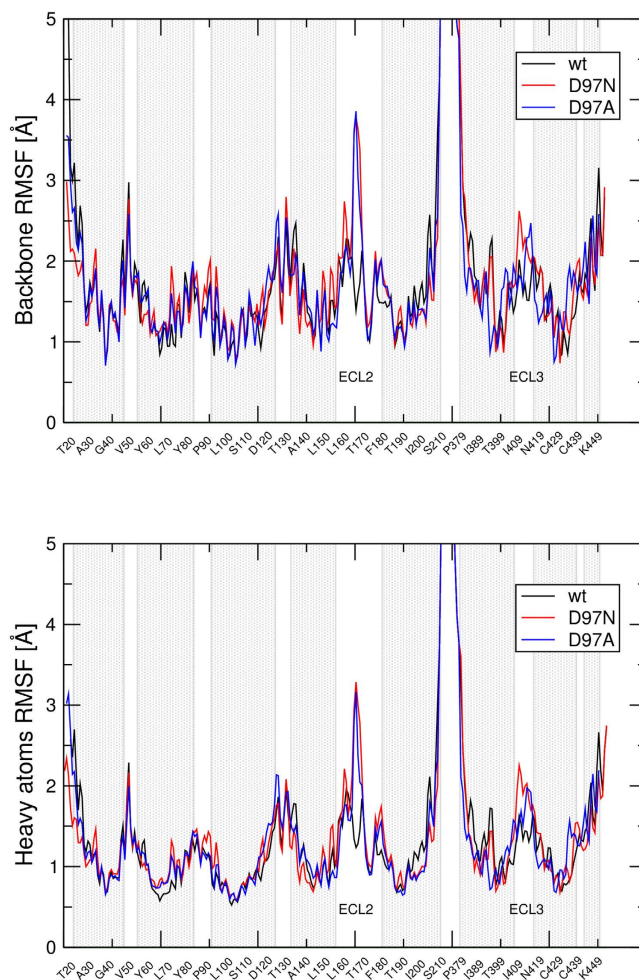 5
4
3
2
1
0
Backbone RMSF [Å]
wt
D97N
D97A
ECL2
ECL3
T20 A30 G40 V50 Y60 L70 Y80 P90 L100 S110 D120 T130 A140 L150 L160 T170 F180 T190 I200 S210 P379 I389 T399 I409 N419 C429 C439 K449
5
4
3
2
1
0
Heavy atoms RMSF [Å]
wt
D97N
D97A
ECL2
ECL3
T20 A30 G40 V50 Y60 L70 Y80 P90 L100 S110 D120 T130 A140 L150 L160 T170 F180 T190 I200 S210 P379 I389 T399 I409 N419 C429 C439 K449